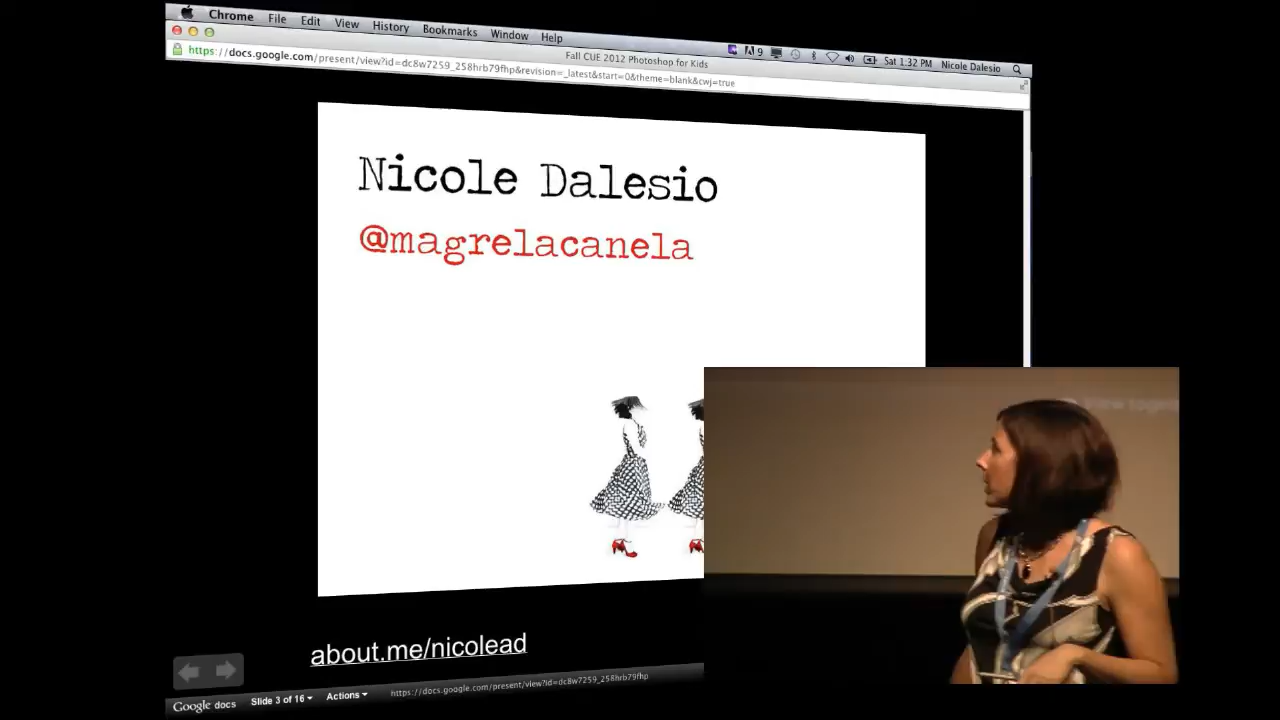 Chrome File Edit View History Bookmarks Window Help
9 Sat 1:32 PM Nicole Dalesio
Fall CUE 2012 Photoshop for Kids
https://docs.google.com/present/view?id=dc8w7259_258hrb79fhp&revision=_latest&start=0&theme=blank&cwj=true
Nicole Dalesio
@magrelacanela
about.me/nicolead
Google docs Slide 3 of 16 Actions https://docs.google.com/present/view?id=dc8w7259_258hrb79fhp